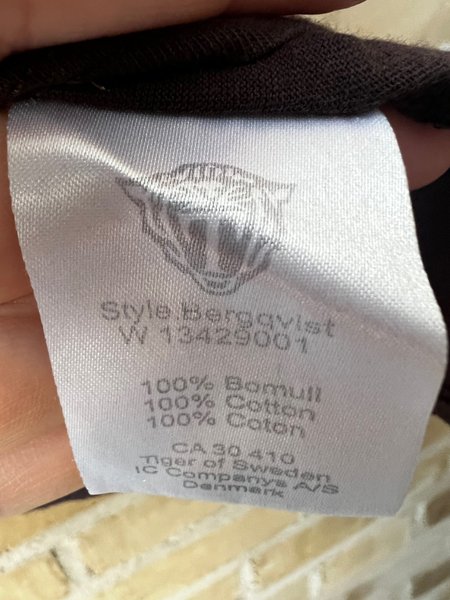 Style.Bergqvist
W 13429001
100% Bomull
100% Cotton
100% Coton
CA 30 410
Tiger of Sweden
IC Companys A/S
Denmark